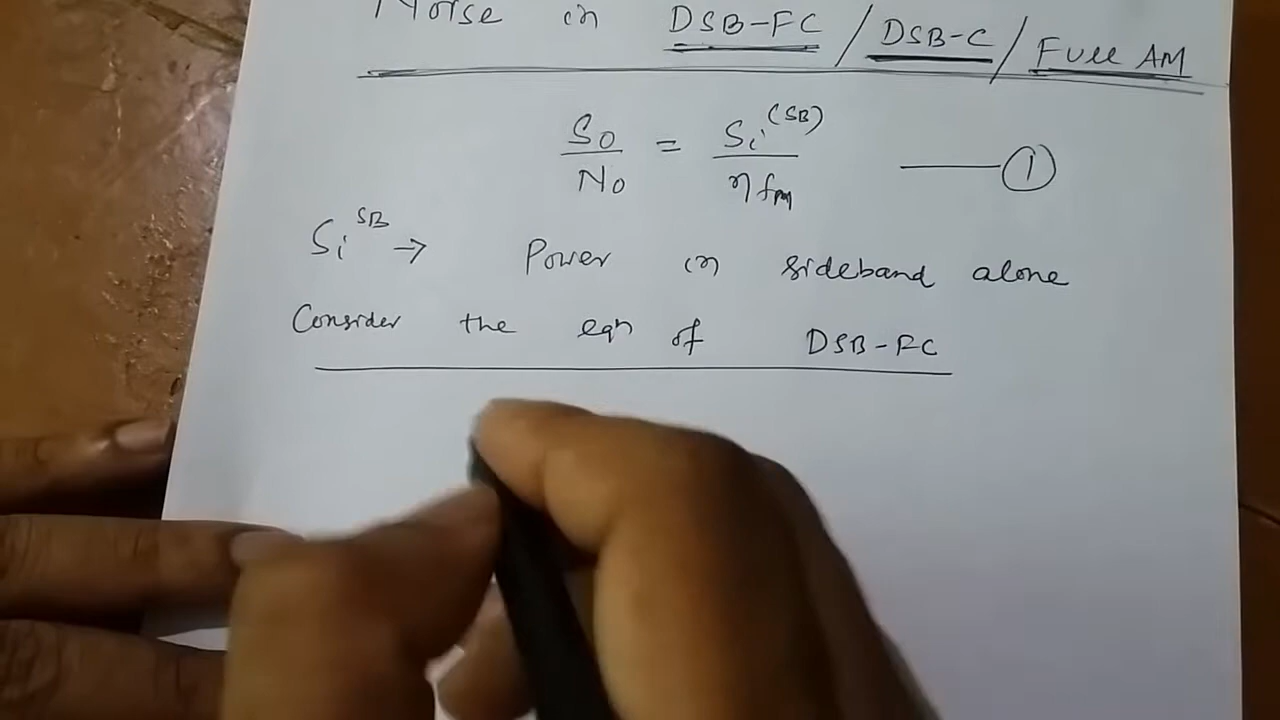 Noise in DSB-FC / DSB-C / Full AM
So/No = Si(SB)/ηfm ——— ①
Si SB → Power in sideband alone
Consider the eqn of DSB-FC